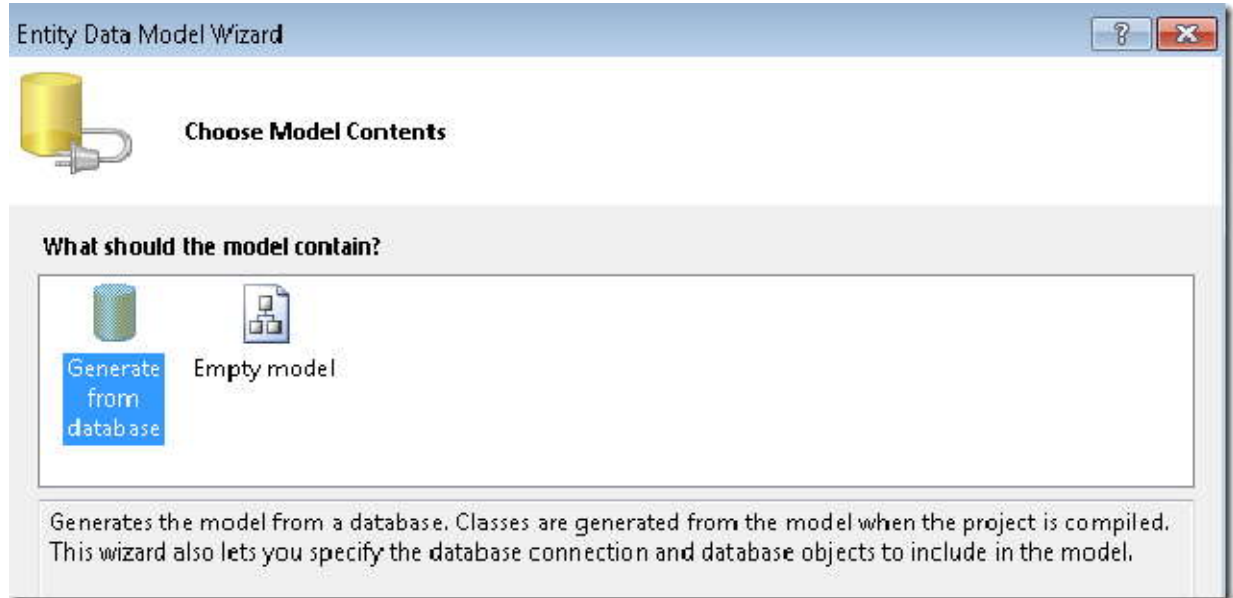 Entity Data Model Wizard
?
Choose Model Contents
What should the model contain?
Generate
from
database
Empty model
Generates the model from a database. Classes are generated from the model when the project is compiled.
This wizard also lets you specify the database connection and database objects to include in the model.